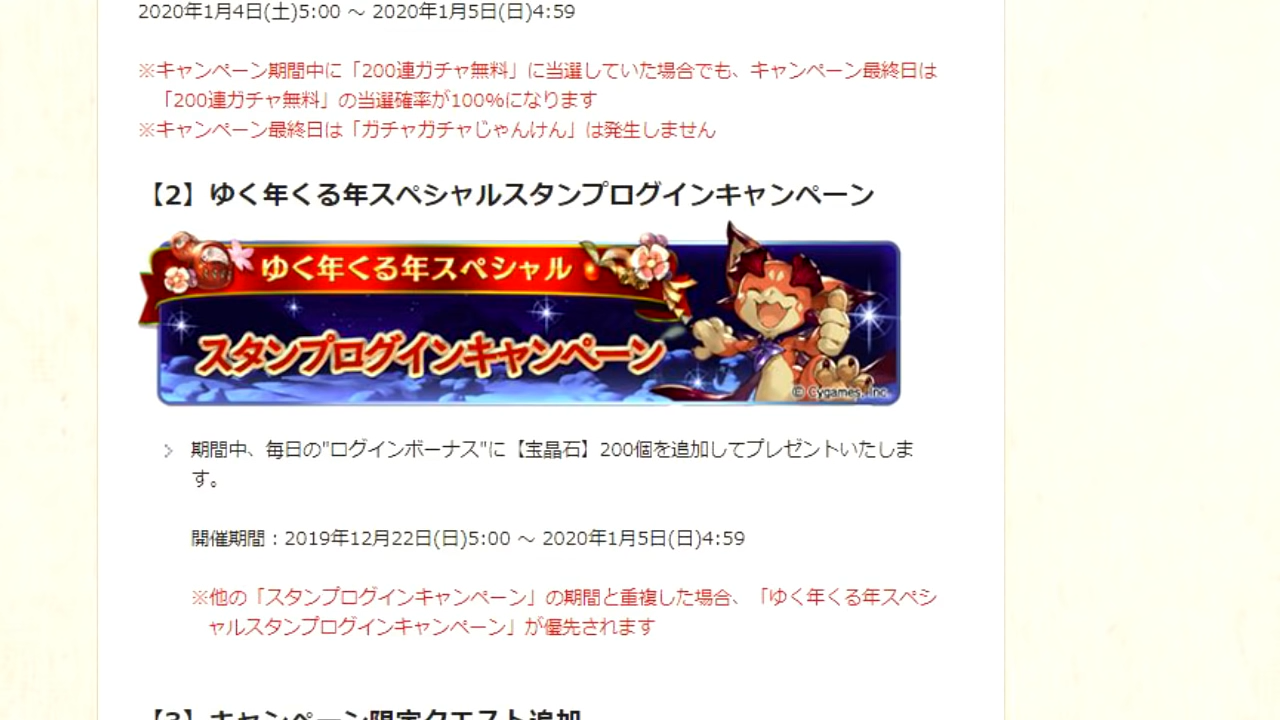 2020年1月4日(土)5:00 ～ 2020年1月5日(日)4:59
※キャンペーン期間中に「200連ガチャ無料」に当選していた場合でも、キャンペーン最終日は
「200連ガチャ無料」の当選確率が100%になります
※キャンペーン最終日は「ガチャガチャじゃんけん」は発生しません
【2】ゆく年くる年スペシャルスタンプログインキャンペーン
ゆく年くる年スペシャル
スタンプログインキャンペーン
© Cygames, Inc.
期間中、毎日の"ログインボーナス"に【宝晶石】200個を追加してプレゼントいたしま
す。
開催期間：2019年12月22日(日)5:00 ～ 2020年1月5日(日)4:59
※他の「スタンプログインキャンペーン」の期間と重複した場合、「ゆく年くる年スペシ
ャルスタンプログインキャンペーン」が優先されます
【3】キャンペーン限定クエスト追加